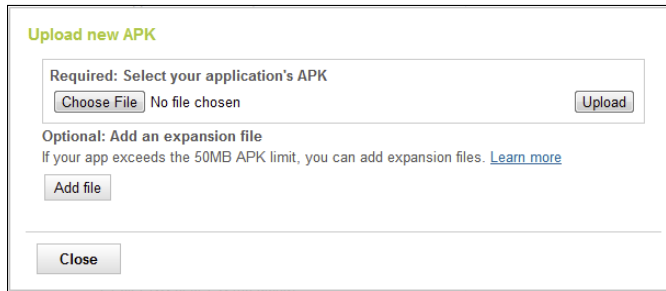 Upload new APK
Required: Select your application's APK
Choose File No file chosen Upload
Optional: Add an expansion file
If your app exceeds the 50MB APK limit, you can add expansion files. Learn more
Add file
Close